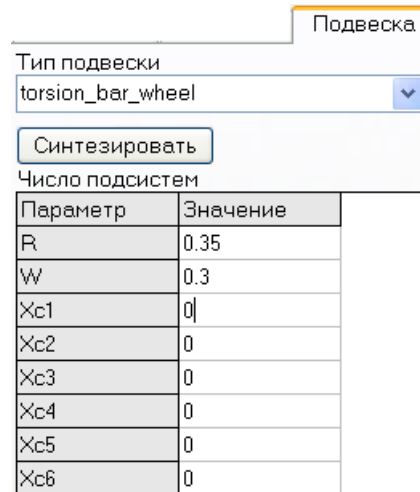 Подвеска
Тип подвески
torsion_bar_wheel
Синтезировать
Число подсистем
Параметр Значение
R 0.35
W 0.3
Xc1 0
Xc2 0
Xc3 0
Xc4 0
Xc5 0
Xc6 0